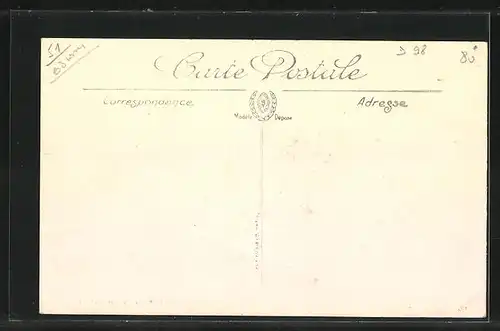 51
D 98
80
Carte Postale
Correspondance
Adresse
Modèle Déposé